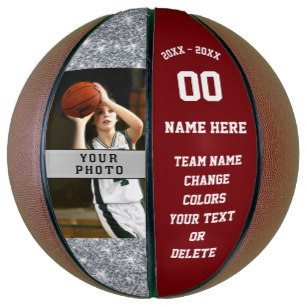 YOUR
PHOTO
20XX - 20XX
00
NAME HERE
TEAM NAME
CHANGE
COLORS
YOUR TEXT
OR
DELETE